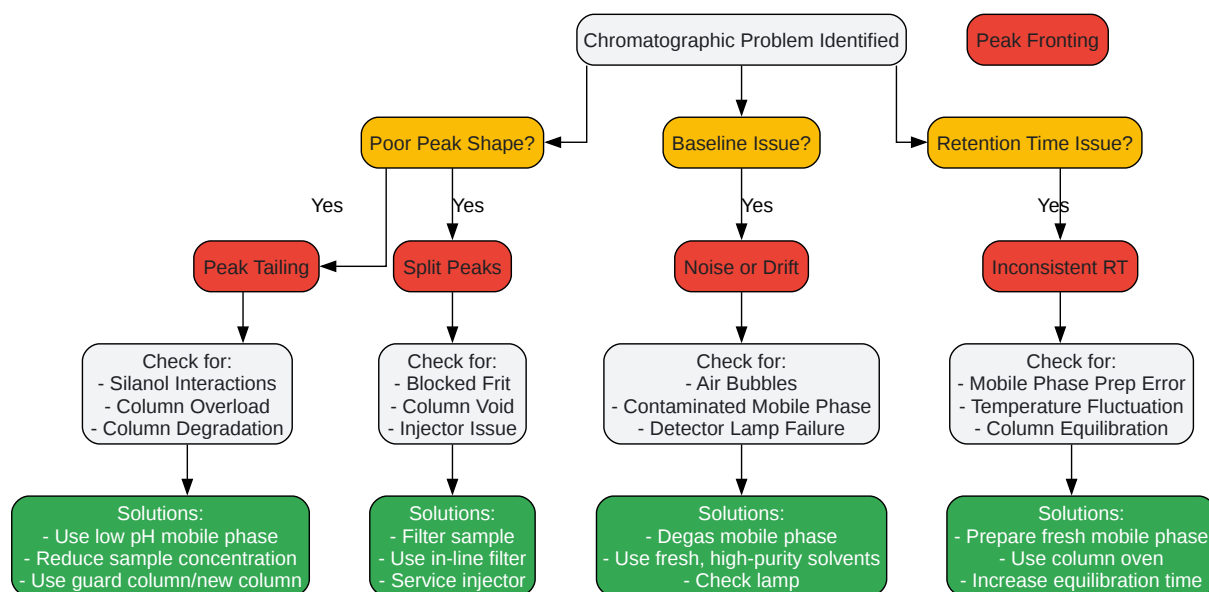 Chromatographic Problem Identified
Peak Fronting
Poor Peak Shape?
Baseline Issue?
Retention Time Issue?
Yes
Yes
Yes
Yes
Peak Tailing
Split Peaks
Noise or Drift
Inconsistent RT
Check for:
- Silanol Interactions
- Column Overload
- Column Degradation
Check for:
- Blocked Frit
- Column Void
- Injector Issue
Check for:
- Air Bubbles
- Contaminated Mobile Phase
- Detector Lamp Failure
Check for:
- Mobile Phase Prep Error
- Temperature Fluctuation
- Column Equilibration
Solutions:
- Use low pH mobile phase
- Reduce sample concentration
- Use guard column/new column
Solutions:
- Filter sample
- Use in-line filter
- Service injector
Solutions:
- Degas mobile phase
- Use fresh, high-purity solvents
- Check lamp
Solutions:
- Prepare fresh mobile phase
- Use column oven
- Increase equilibration time